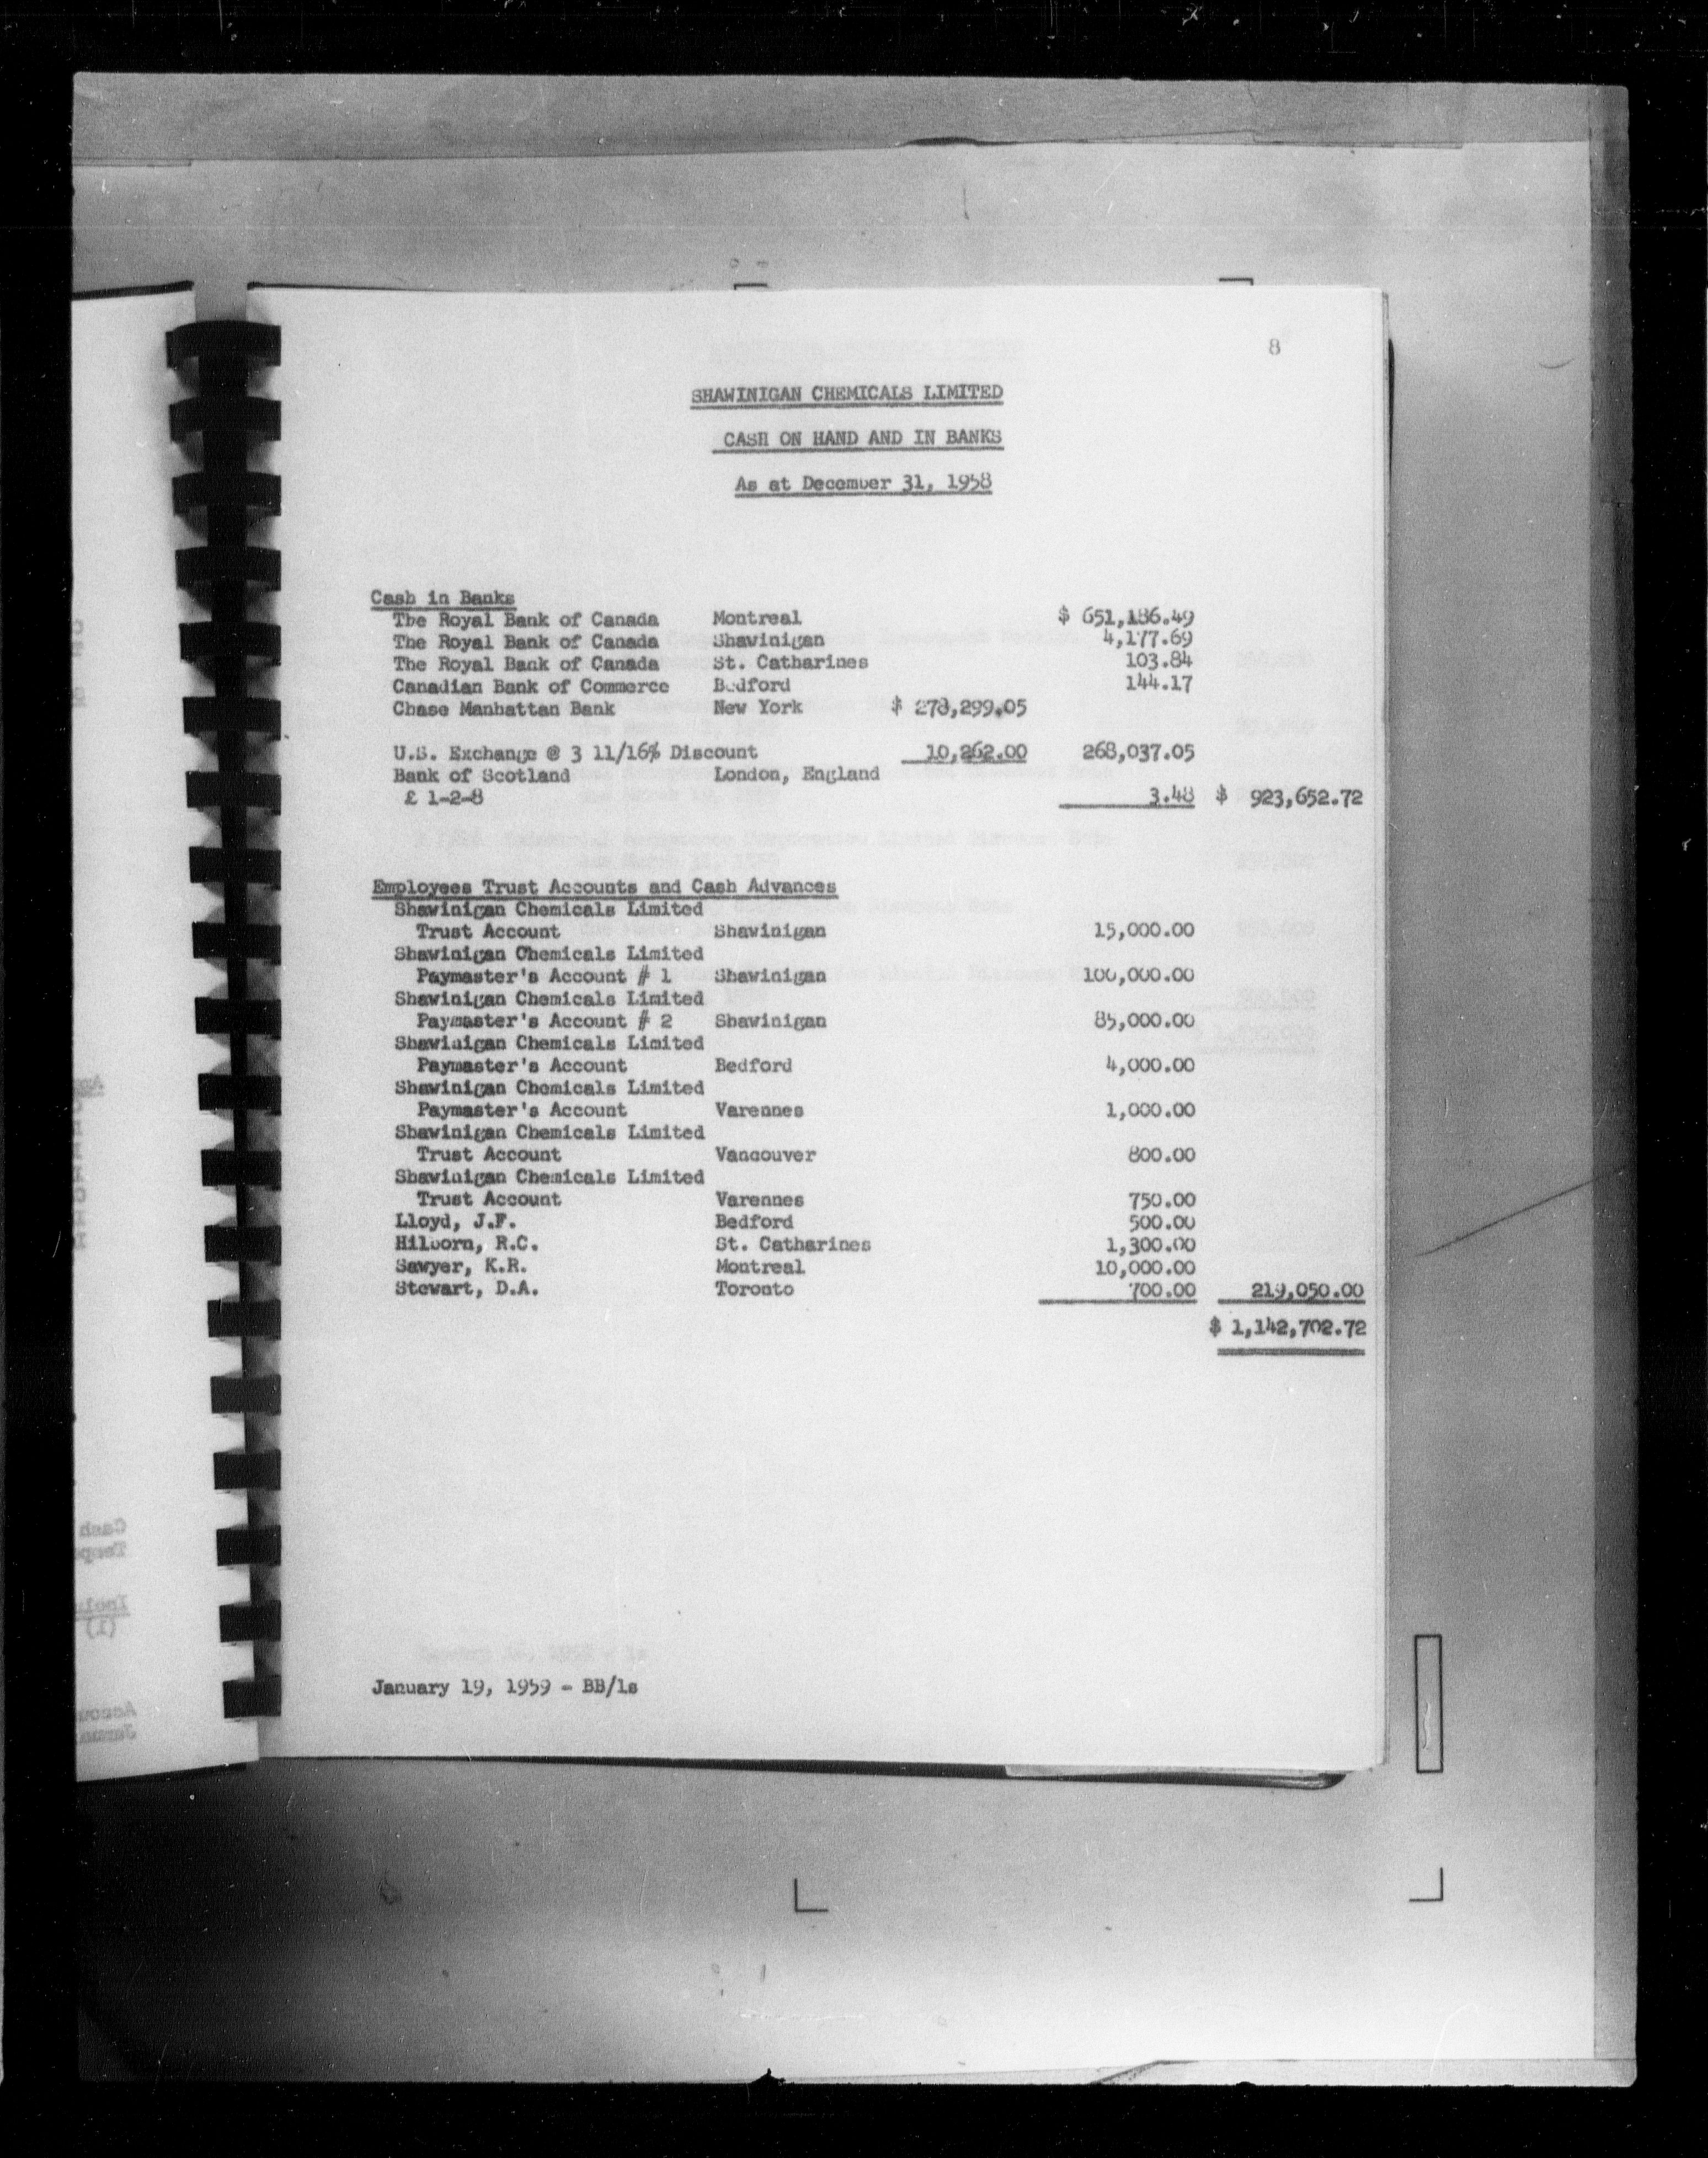 8
SHAWINIGAN CHEMICALS LIMITED
CASH ON HAND AND IN BANKS
As at December 31, 1958
Cash in Banks
The Royal Bank of Canada Montreal $ 651,186.49
The Royal Bank of Canada Shawinigan 4,177.69
The Royal Bank of Canada St. Catharines 103.84
Canadian Bank of Commerce Bedford 144.17
Chase Manhattan Bank New York $ 278,299.05
U.S. Exchange @ 3 11/16% Discount 10,262.00 268,037.05
Bank of Scotland London, England
£ 1-2-8 3.48 $ 923,652.72
Employees Trust Accounts and Cash Advances
Shawinigan Chemicals Limited
Trust Account Shawinigan 15,000.00
Shawinigan Chemicals Limited
Paymaster's Account # 1 Shawinigan 100,000.00
Shawinigan Chemicals Limited
Paymaster's Account # 2 Shawinigan 85,000.00
Shawinigan Chemicals Limited
Paymaster's Account Bedford 4,000.00
Shawinigan Chemicals Limited
Paymaster's Account Varennes 1,000.00
Shawinigan Chemicals Limited
Trust Account Vancouver 800.00
Shawinigan Chemicals Limited
Trust Account Varennes 750.00
Lloyd, J.F. Bedford 500.00
Hilborn, R.C. St. Catharines 1,300.00
Sawyer, K.R. Montreal 10,000.00
Stewart, D.A. Toronto 700.00 219,050.00
$ 1,142,702.72
January 19, 1959 - BB/ls